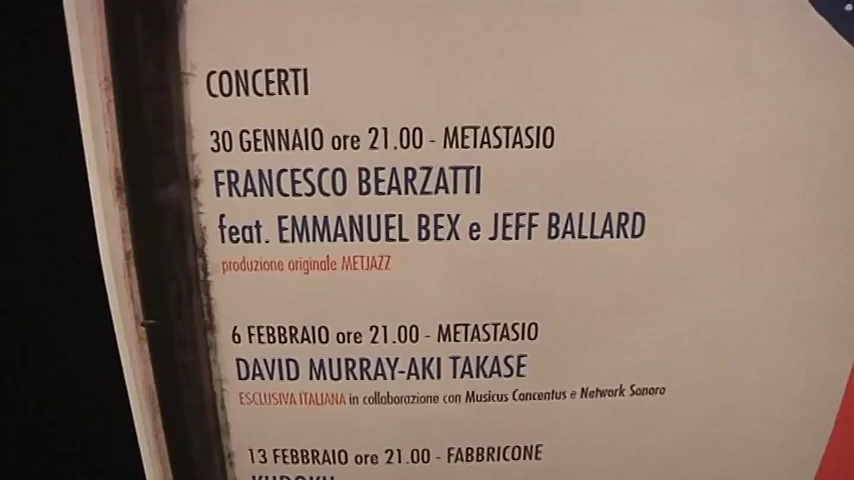 CONCERTI
30 GENNAIO ore 21.00 - METASTASIO
FRANCESCO BEARZATTI
feat. EMMANUEL BEX e JEFF BALLARD
produzione originale METJAZZ
6 FEBBRAIO ore 21.00 - METASTASIO
DAVID MURRAY-AKI TAKASE
ESCLUSIVA ITALIANA in collaborazione con Musicus Concentus e Network Sonoro
13 FEBBRAIO ore 21.00 - FABBRICONE